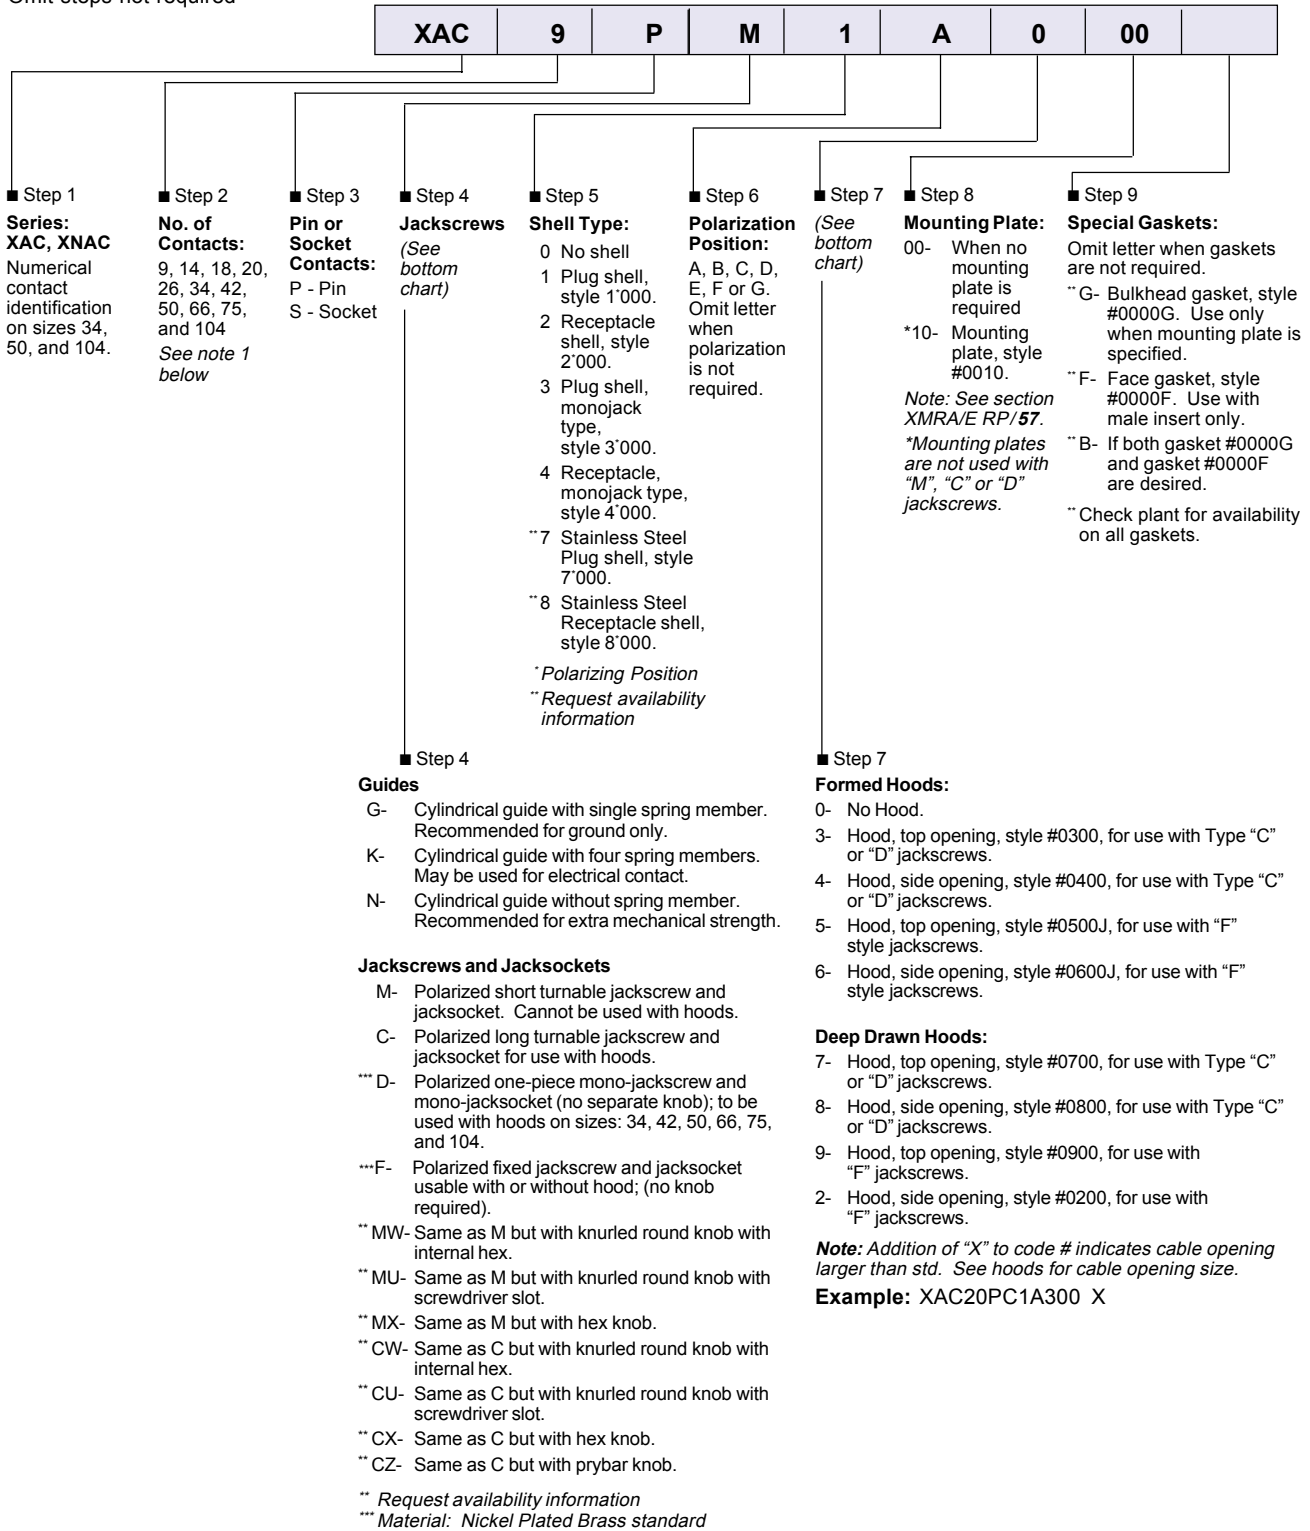 Omit steps not required
XAC 9 P M 1 A 0 00
■ Step 1
Series:
XAC, XNAC
Numerical
contact
identification
on sizes 34,
50, and 104.
■ Step 2
No. of
Contacts:
9, 14, 18, 20,
26, 34, 42,
50, 66, 75,
and 104
See note 1
below
■ Step 3
Pin or
Socket
Contacts:
P - Pin
S - Socket
■ Step 4
Jackscrews
(See
bottom
chart)
■ Step 5
Shell Type:
0 No shell
1 Plug shell,
style 1*000.
2 Receptacle
shell, style
2*000.
3 Plug shell,
monojack
type,
style 3*000.
4 Receptacle,
monojack type,
style 4*000.
**7 Stainless Steel
Plug shell, style
7*000.
**8 Stainless Steel
Receptacle shell,
style 8*000.
* Polarizing Position
** Request availability
information
■ Step 6
Polarization
Position:
A, B, C, D,
E, F or G.
Omit letter
when
polarization
is not
required.
■ Step 7
(See
bottom
chart)
■ Step 8
Mounting Plate:
00- When no
mounting
plate is
required
*10- Mounting
plate, style
#0010.
Note: See section
XMRA/E RP/57.
*Mounting plates
are not used with
“M”, “C” or “D”
jackscrews.
■ Step 9
Special Gaskets:
Omit letter when gaskets
are not required.
**G- Bulkhead gasket, style
#0000G. Use only
when mounting plate is
specified.
**F- Face gasket, style
#0000F. Use with
male insert only.
**B- If both gasket #0000G
and gasket #0000F
are desired.
**Check plant for availability
on all gaskets.
■ Step 4
Guides
G- Cylindrical guide with single spring member.
Recommended for ground only.
K- Cylindrical guide with four spring members.
May be used for electrical contact.
N- Cylindrical guide without spring member.
Recommended for extra mechanical strength.
Jackscrews and Jacksockets
M- Polarized short turnable jackscrew and
jacksocket. Cannot be used with hoods.
C- Polarized long turnable jackscrew and
jacksocket for use with hoods.
***D- Polarized one-piece mono-jackscrew and
mono-jacksocket (no separate knob); to be
used with hoods on sizes: 34, 42, 50, 66, 75,
and 104.
***F- Polarized fixed jackscrew and jacksocket
usable with or without hood; (no knob
required).
**MW- Same as M but with knurled round knob with
internal hex.
**MU- Same as M but with knurled round knob with
screwdriver slot.
**MX- Same as M but with hex knob.
**CW- Same as C but with knurled round knob with
internal hex.
**CU- Same as C but with knurled round knob with
screwdriver slot.
**CX- Same as C but with hex knob.
**CZ- Same as C but with prybar knob.
** Request availability information
*** Material: Nickel Plated Brass standard
■ Step 7
Formed Hoods:
0- No Hood.
3- Hood, top opening, style #0300, for use with Type “C”
or “D” jackscrews.
4- Hood, side opening, style #0400, for use with Type “C”
or “D” jackscrews.
5- Hood, top opening, style #0500J, for use with “F”
style jackscrews.
6- Hood, side opening, style #0600J, for use with “F”
style jackscrews.
Deep Drawn Hoods:
7- Hood, top opening, style #0700, for use with Type “C”
or “D” jackscrews.
8- Hood, side opening, style #0800, for use with Type “C”
or “D” jackscrews.
9- Hood, top opening, style #0900, for use with
“F” jackscrews.
2- Hood, side opening, style #0200, for use with
“F” jackscrews.
Note: Addition of “X” to code # indicates cable opening
larger than std. See hoods for cable opening size.
Example: XAC20PC1A300 X